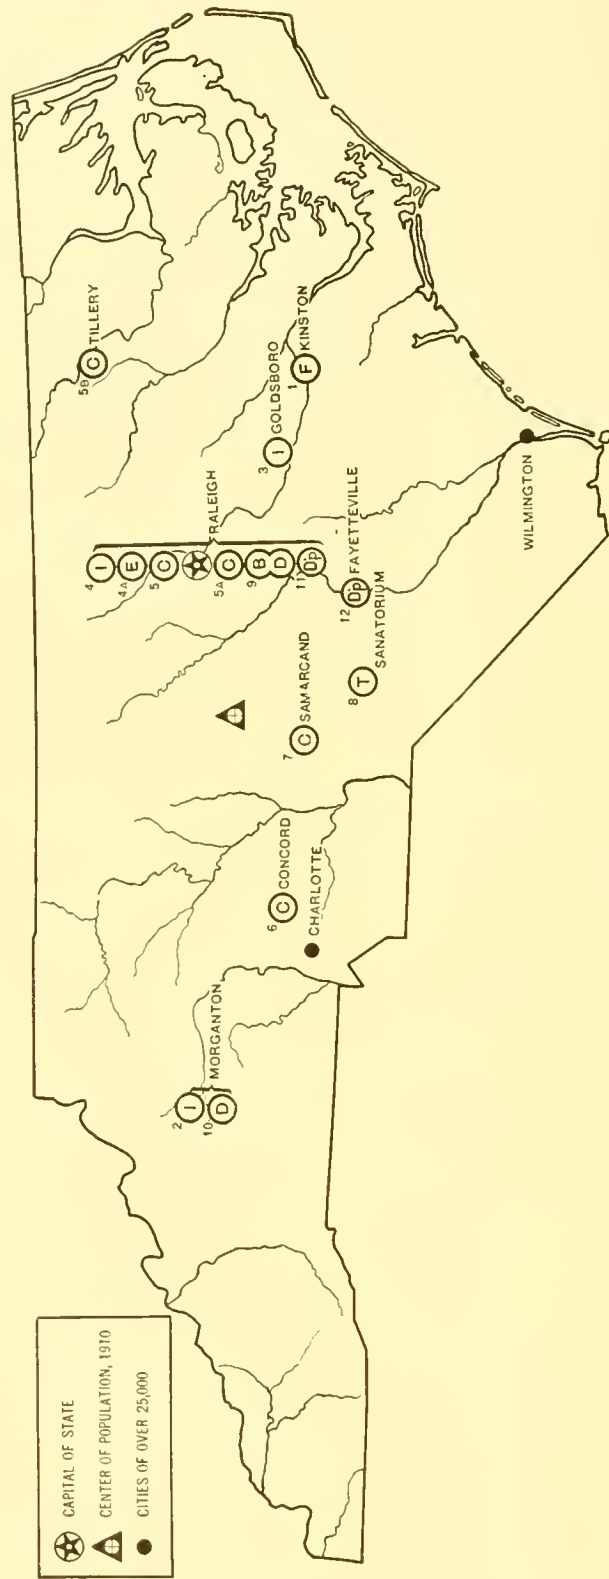 CAPITAL OF STATE
CENTER OF POPULATION, 1910
CITIES OF OVER 25,000
2 I
10 D
MORGANTON
6 C CONCORD
CHARLOTTE
7 C SAMARCAND
8 T
SANATORIUM
4 I
4A E
5 C
RALEIGH
5A C
9 B
D
11 Dp
12 Dp FAYETTEVILLE
3 I GOLDSBORO
1 F KINSTON
5B C TILLERY
WILMINGTON